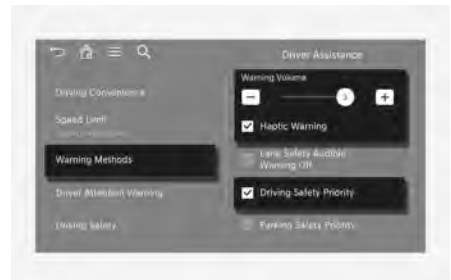 Driver Assistance
Driving Convenience
Speed Limit
Warning Methods
Driver Attention Warning
Driving Safety
Warning Volume
3
Haptic Warning
Lane Safety Audible
Warning Off
Driving Safety Priority
Parking Safety Priority